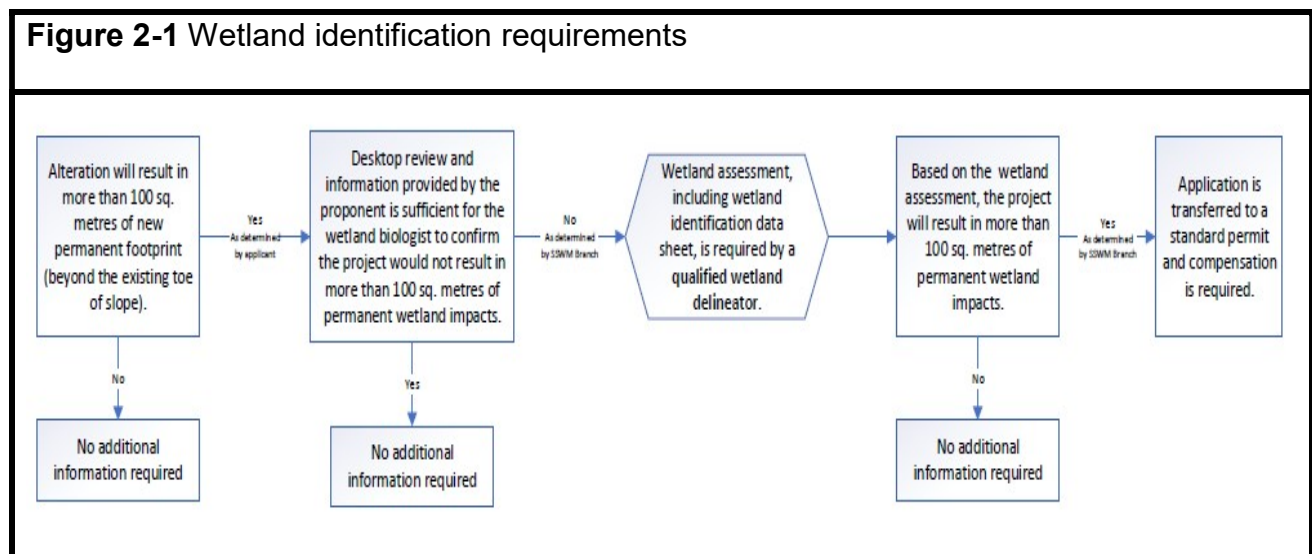 Figure 2-1 Wetland identification requirements
Alteration will result in
more than 100 sq.
metres of new
permanent footprint
(beyond the existing toe
of slope).
Yes
As determined
by applicant
No
No additional
information required
Desktop review and
information provided by the
proponent is sufficient for the
wetland biologist to confirm
the project would not result in
more than 100 sq. metres of
permanent wetland impacts.
No
As determined
by SSWM Branch
Yes
No additional
information required
Wetland assessment,
including wetland
identification data
sheet, is required by a
qualified wetland
delineator.
Based on the wetland
assessment, the project
will result in more than
100 sq. metres of
permanent wetland
impacts.
Yes
As determined
by SSWM Branch
No
No additional
information required
Application is
transferred to a
standard permit
and compensation
is required.